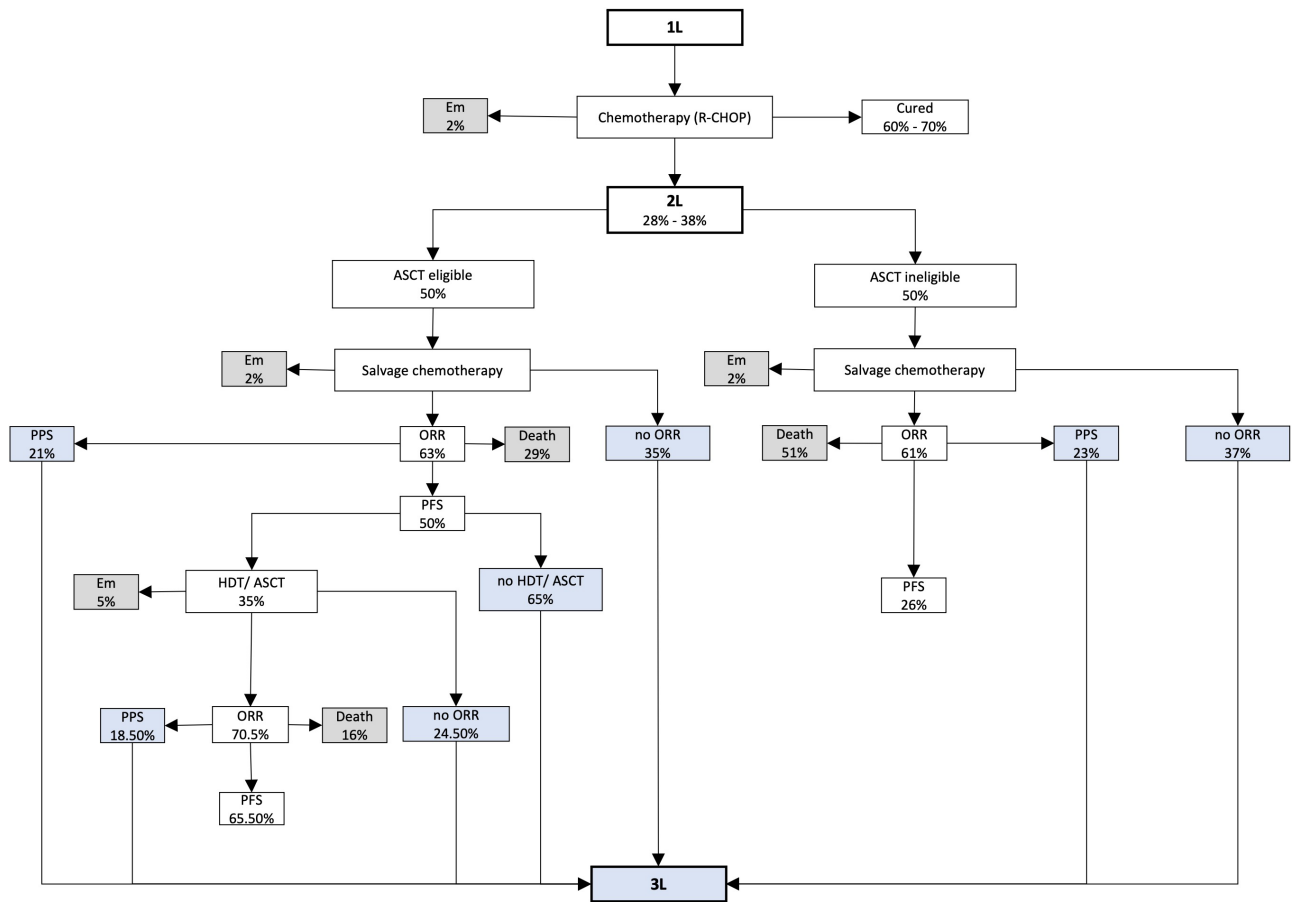 1L
Em
2%
Chemotherapy (R-CHOP)
Cured
60% - 70%
2L
28% - 38%
ASCT eligible
50%
ASCT ineligible
50%
Em
2%
Salvage chemotherapy
Em
2%
Salvage chemotherapy
PPS
21%
ORR
63%
Death
29%
no ORR
35%
Death
51%
ORR
61%
PPS
23%
no ORR
37%
PFS
50%
Em
5%
HDT/ ASCT
35%
no HDT/ ASCT
65%
PFS
26%
PPS
18.50%
ORR
70.5%
Death
16%
no ORR
24.50%
PFS
65.50%
3L